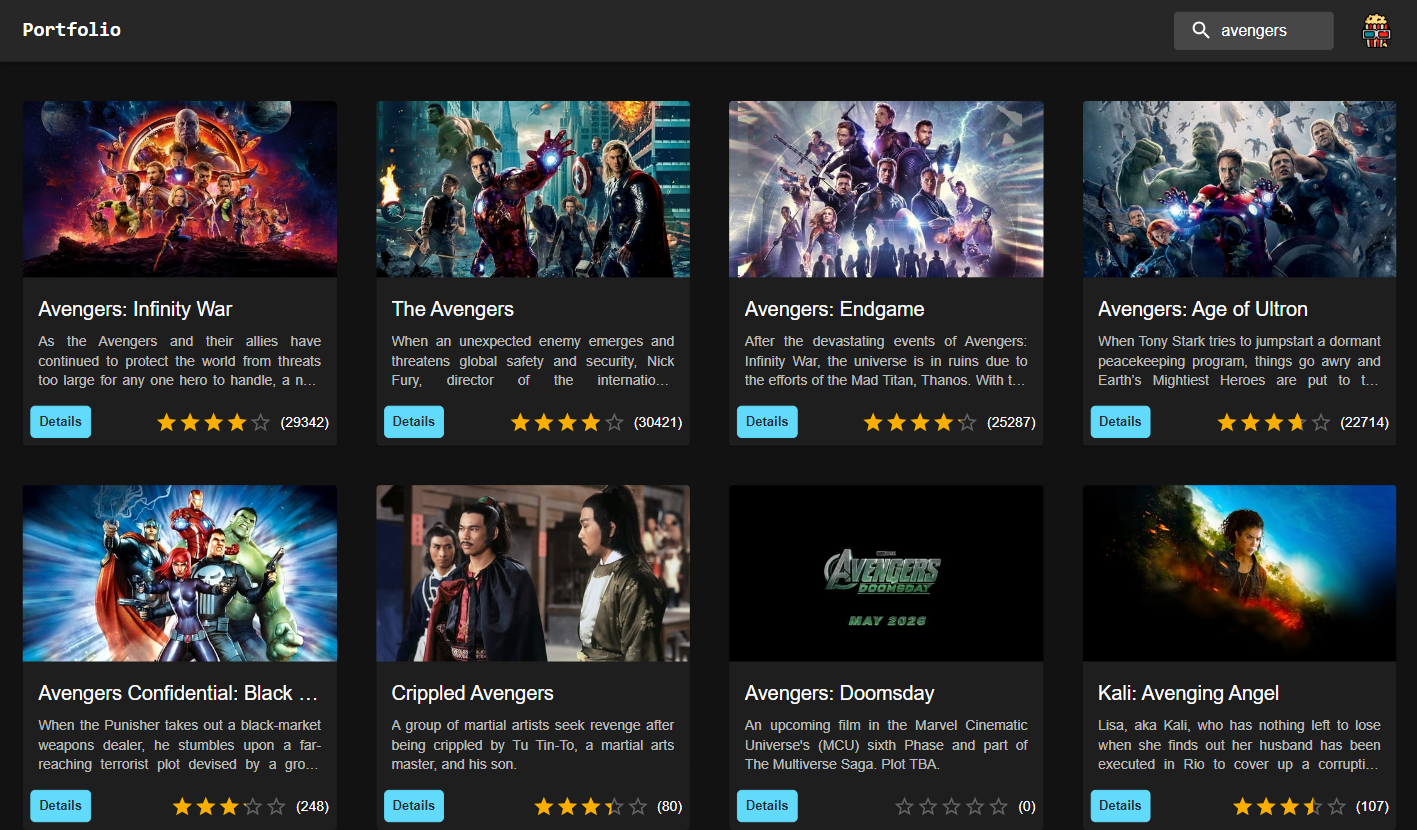 Portfolio
avengers
Avengers: Infinity War
As the Avengers and their allies have
continued to protect the world from threats
too large for any one hero to handle, a n...
Details
(29342)
The Avengers
When an unexpected enemy emerges and
threatens global safety and security, Nick
Fury, director of the internatio...
Details
(30421)
Avengers: Endgame
After the devastating events of Avengers:
Infinity War, the universe is in ruins due to
the efforts of the Mad Titan, Thanos. With t...
Details
(25287)
Avengers: Age of Ultron
When Tony Stark tries to jumpstart a dormant
peacekeeping program, things go awry and
Earth's Mightiest Heroes are put to t...
Details
(22714)
Avengers Confidential: Black ...
When the Punisher takes out a black-market
weapons dealer, he stumbles upon a far-
reaching terrorist plot devised by a gro...
Details
(248)
Crippled Avengers
A group of martial artists seek revenge after
being crippled by Tu Tin-To, a martial arts
master, and his son.
Details
(80)
AVENGERS
DOOMSDAY
MAY 2026
Avengers: Doomsday
An upcoming film in the Marvel Cinematic
Universe's (MCU) sixth Phase and part of
The Multiverse Saga. Plot TBA.
Details
(0)
Kali: Avenging Angel
Lisa, aka Kali, who has nothing left to lose
when she finds out her husband has been
executed in Rio to cover up a corrupti...
Details
(107)